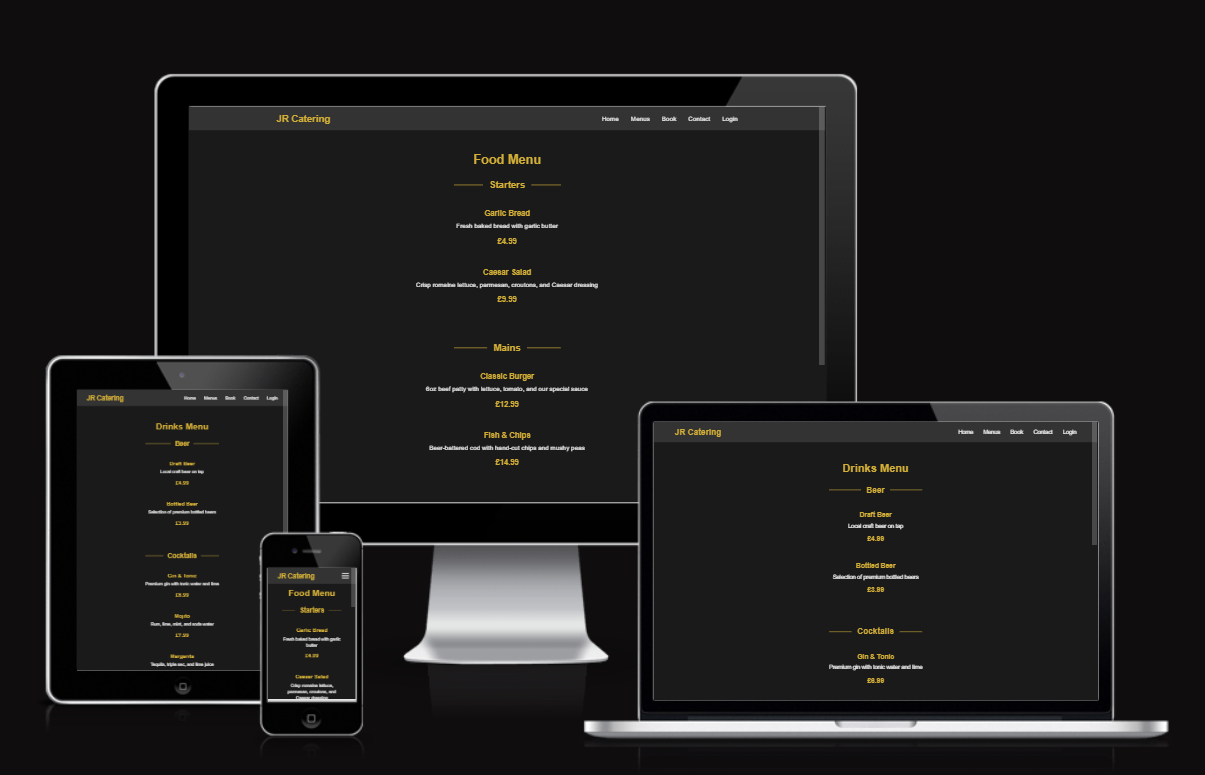 JR Catering
Home Menus Book Contact Login
Food Menu
Starters
Garlic Bread
Fresh baked bread with garlic butter
£4.99
Caesar Salad
Crisp romaine lettuce, parmesan, croutons, and Caesar dressing
£9.99
Mains
Classic Burger
6oz beef patty with lettuce, tomato, and our special sauce
£12.99
Fish & Chips
Beer-battered cod with hand-cut chips and mushy peas
£14.99
JR Catering
Home Menus Book Contact Login
Drinks Menu
Beer
Draft Beer
Local craft beer on tap
£4.99
Bottled Beer
Selection of premium bottled beers
£3.99
Cocktails
Gin & Tonic
Premium gin with tonic water and lime
Mojito
Rum, lime, mint, and soda water
£7.99
Margarita
Tequila, triple sec, and lime juice
JR Catering
Food Menu
Starters
Garlic Bread
Fresh baked bread with garlic
butter
£4.99
Caesar Salad
Crisp romaine lettuce,
parmesan, croutons, and
Caesar dressing
JR Catering
Home Menus Book Contact Login
Drinks Menu
Beer
Draft Beer
Local craft beer on tap
£4.99
Bottled Beer
Selection of premium bottled beers
£3.99
Cocktails
Gin & Tonic
Premium gin with tonic water and lime